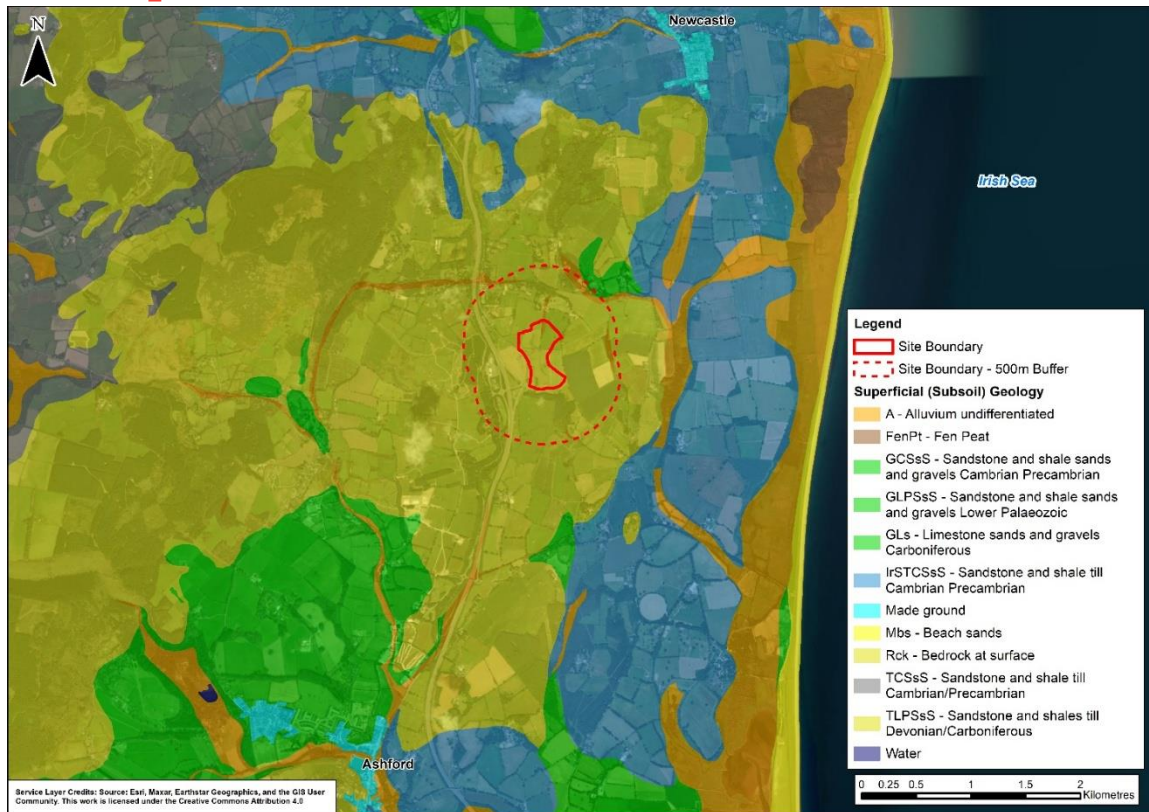 N
Newcastle
Irish Sea
Ashford
Legend
Site Boundary
Site Boundary - 500m Buffer
Superficial (Subsoil) Geology
A - Alluvium undifferentiated
FenPt - Fen Peat
GCSsS - Sandstone and shale sands
and gravels Cambrian Precambrian
GLPSsS - Sandstone and shale sands
and gravels Lower Palaeozoic
GLs - Limestone sands and gravels
Carboniferous
IrSTCSsS - Sandstone and shale till
Cambrian Precambrian
Made ground
Mbs - Beach sands
Rck - Bedrock at surface
TCSsS - Sandstone and shale till
Cambrian/Precambrian
TLPSsS - Sandstone and shales till
Devonian/Carboniferous
Water
0 0.25 0.5 1 1.5 2
Kilometres
Service Layer Credits: Source: Esri, Maxar, Earthstar Geographics, and the GIS User
Community. This work is licensed under the Creative Commons Attribution 4.0